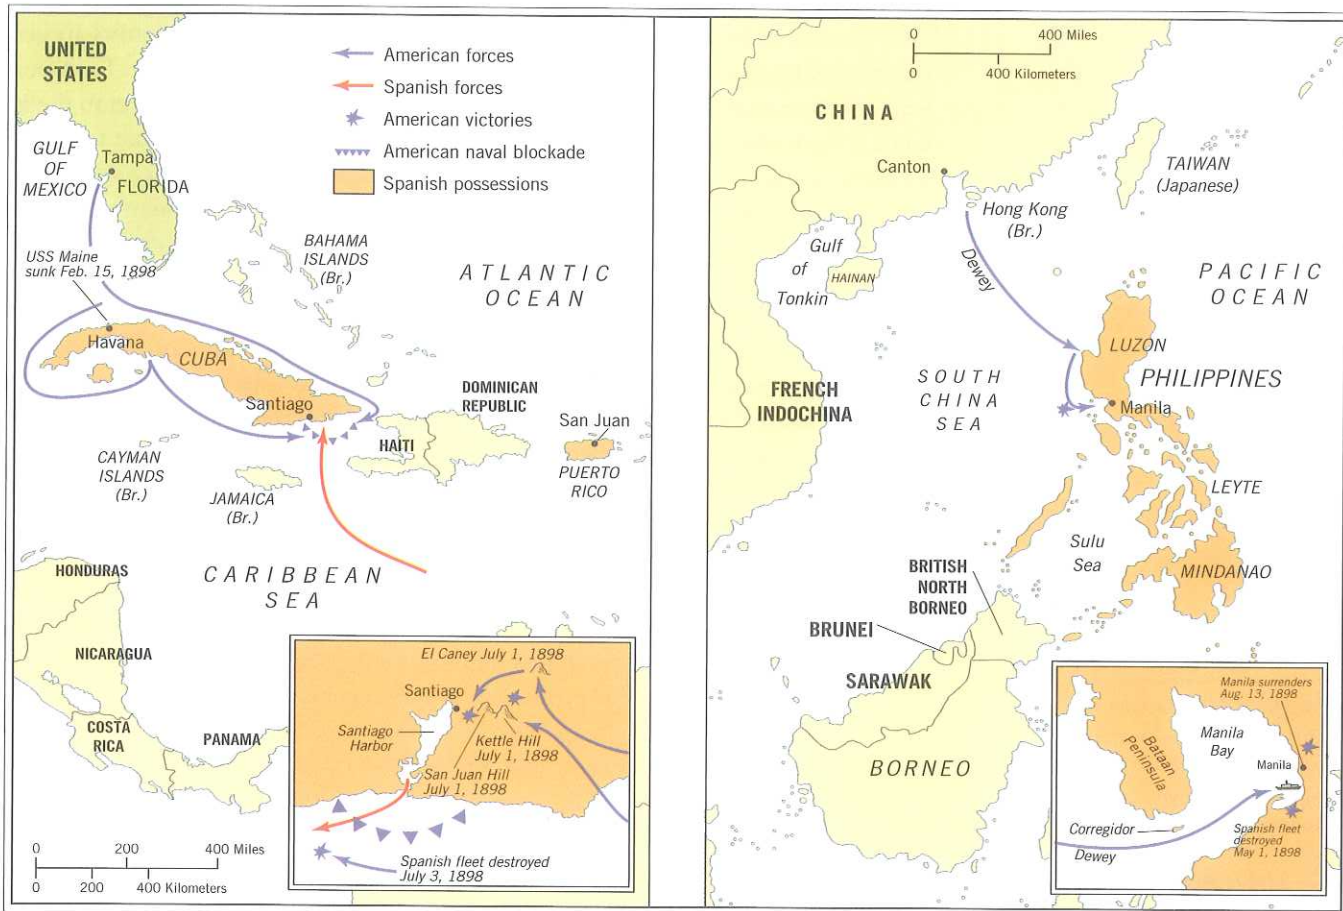 UNITED
STATES
GULF
OF
MEXICO
Tampa
FLORIDA
USS Maine
sunk Feb. 15, 1898
BAHAMA
ISLANDS
(Br.)
ATLANTIC
OCEAN
Havana
CUBA
Santiago
DOMINICAN
REPUBLIC
HAITI
San Juan
PUERTO
RICO
CAYMAN
ISLANDS
(Br.)
JAMAICA
(Br.)
CARIBBEAN
SEA
HONDURAS
NICARAGUA
COSTA
RICA
PANAMA
0 200 400 Miles
0 200 400 Kilometers
American forces
Spanish forces
American victories
American naval blockade
Spanish possessions
El Caney July 1, 1898
Santiago
Santiago
Harbor
Kettle Hill
July 1, 1898
San Juan Hill
July 1, 1898
Spanish fleet destroyed
July 3, 1898
0 400 Miles
0 400 Kilometers
CHINA
Canton
TAIWAN
(Japanese)
Hong Kong
(Br.)
Gulf
of
Tonkin
HAINAN
Dewey
PACIFIC
OCEAN
LUZON
PHILIPPINES
Manila
FRENCH
INDOCHINA
SOUTH
CHINA
SEA
LEYTE
Sulu
Sea
MINDANAO
BRITISH
NORTH
BORNEO
BRUNEI
SARAWAK
BORNEO
Manila surrenders
Aug. 13, 1898
Manila
Bay
Bataan
Peninsula
Manila
Corregidor
Dewey
Spanish fleet
destroyed
May 1, 1898